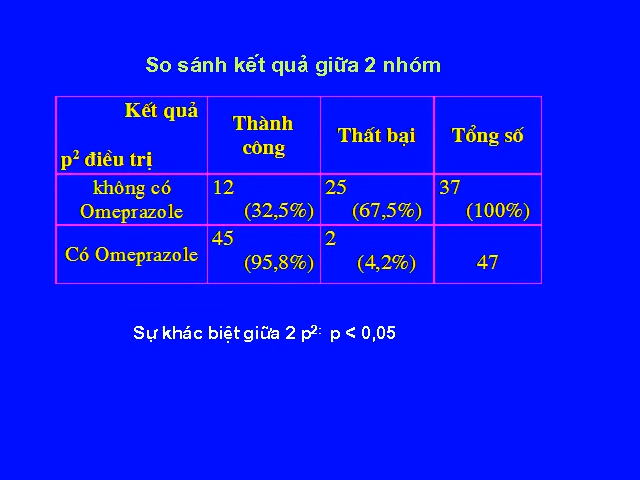 So sánh kết quả giữa 2 nhóm
Kết quả
p² điều trị
Thành
công
Thất bại
Tổng số
không có
Omeprazole
12
(32,5%)
25
(67,5%)
37
(100%)
Có Omeprazole
45
(95,8%)
2
(4,2%)
47
Sự khác biệt giữa 2 p²: p < 0,05